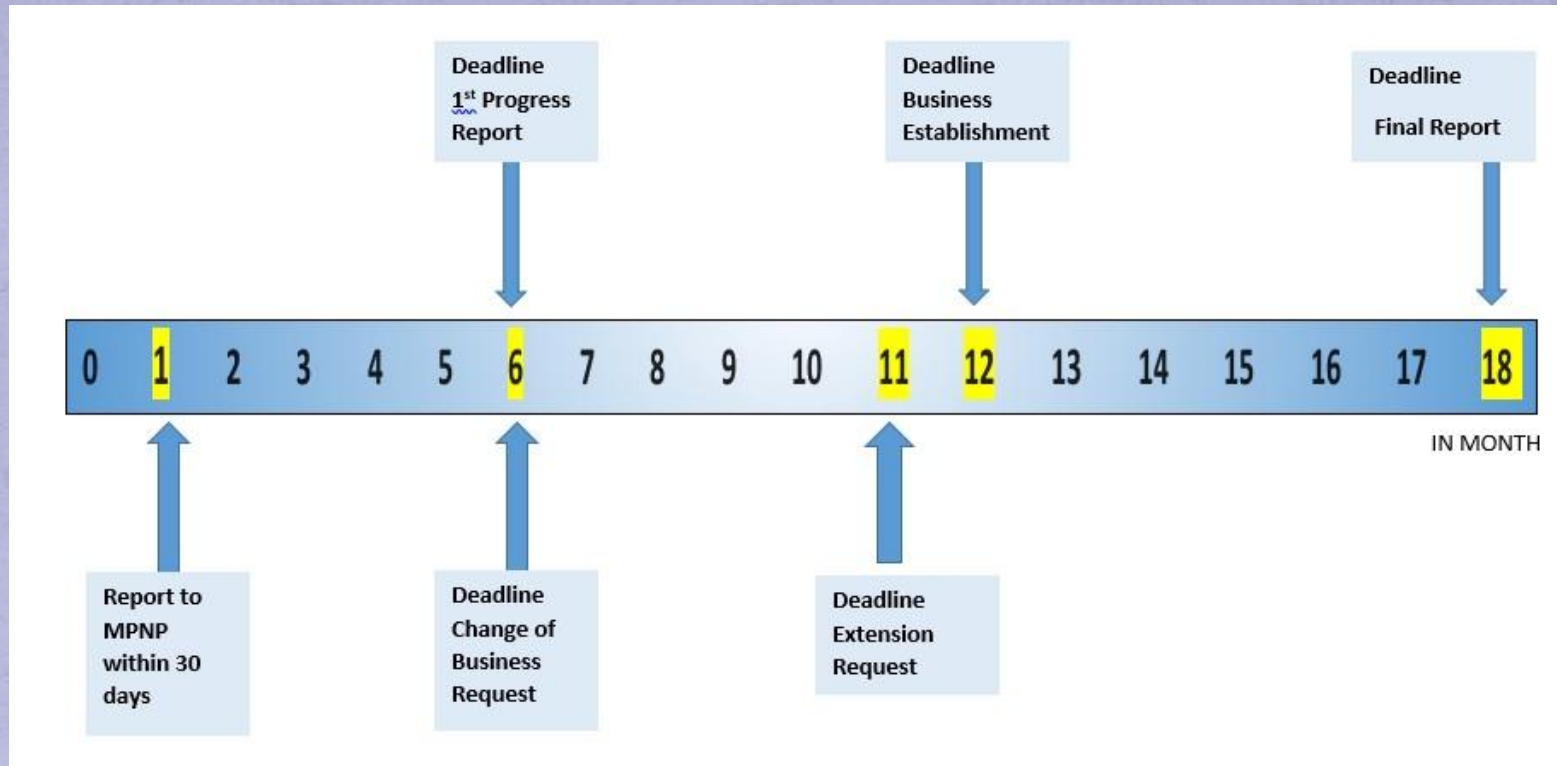 Deadline
1st Progress
Report
Deadline
Business
Establishment
Deadline
Final Report
0 1 2 3 4 5 6 7 8 9 10 11 12 13 14 15 16 17 18
IN MONTH
Report to
MPNP
within 30
days
Deadline
Change of
Business
Request
Deadline
Extension
Request